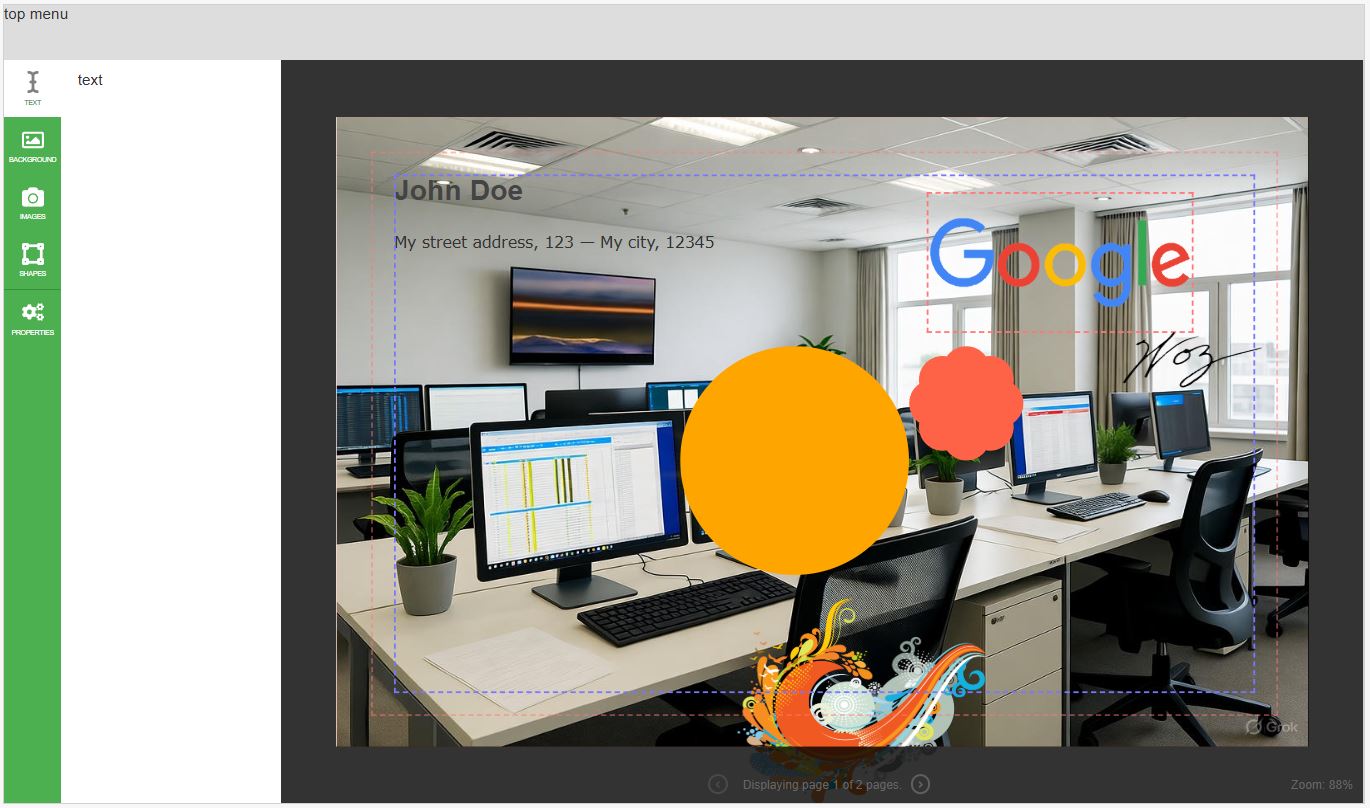 top menu
TEXT
text
BACKGROUND
IMAGES
SHAPES
PROPERTIES
John Doe
My street address, 123 — My city, 12345
Google
Woz
Grok
Displaying page 1 of 2 pages.
Zoom: 88%